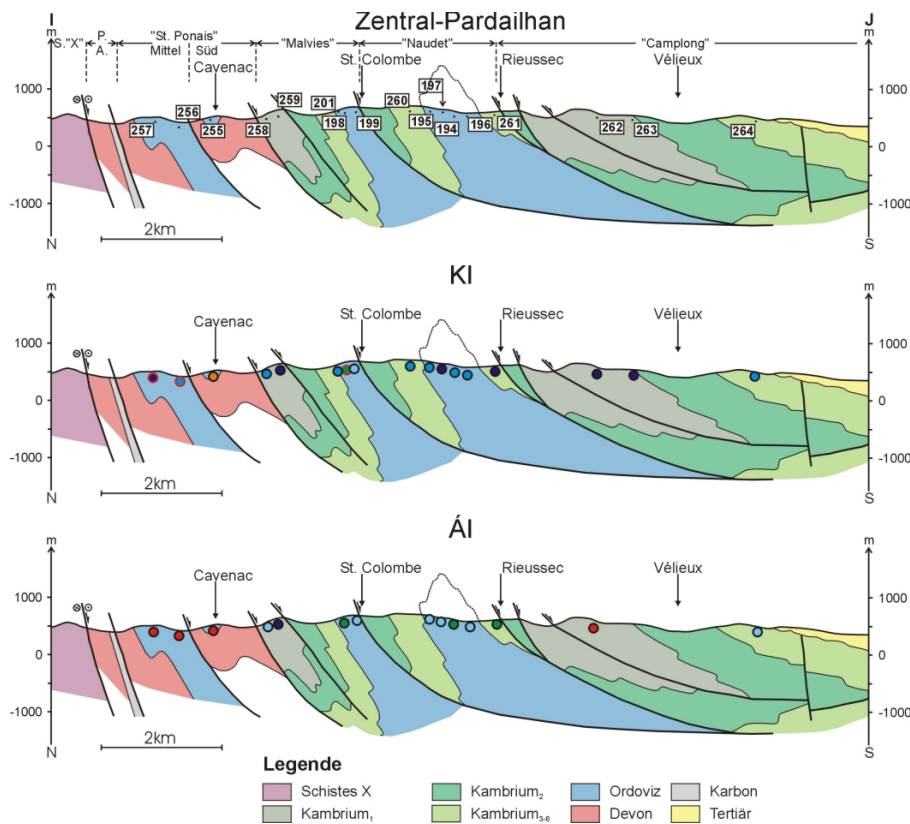 Zentral-Pardailhan
I J
m m
S."X" P. A. "St. Ponais" Mittel Süd "Malvies" "Naudet" "Camplong"
Cavenac St. Colombe Rieussec Vélieux
1000 1000
0 0
-1000 -1000
257 256 255 258 259 201 198 199 260 195 197 194 196 261 262 263 264
2km
N S
KI
m m
Cavenac St. Colombe Rieussec Vélieux
1000 1000
0 0
-1000 -1000
2km
N S
ÁI
m m
Cavenac St. Colombe Rieussec Vélieux
1000 1000
0 0
-1000 -1000
2km
N S
Legende
Schistes X Kambrium₂ Ordoviz Karbon
Kambrium₁ Kambrium₃₋₆ Devon Tertiär